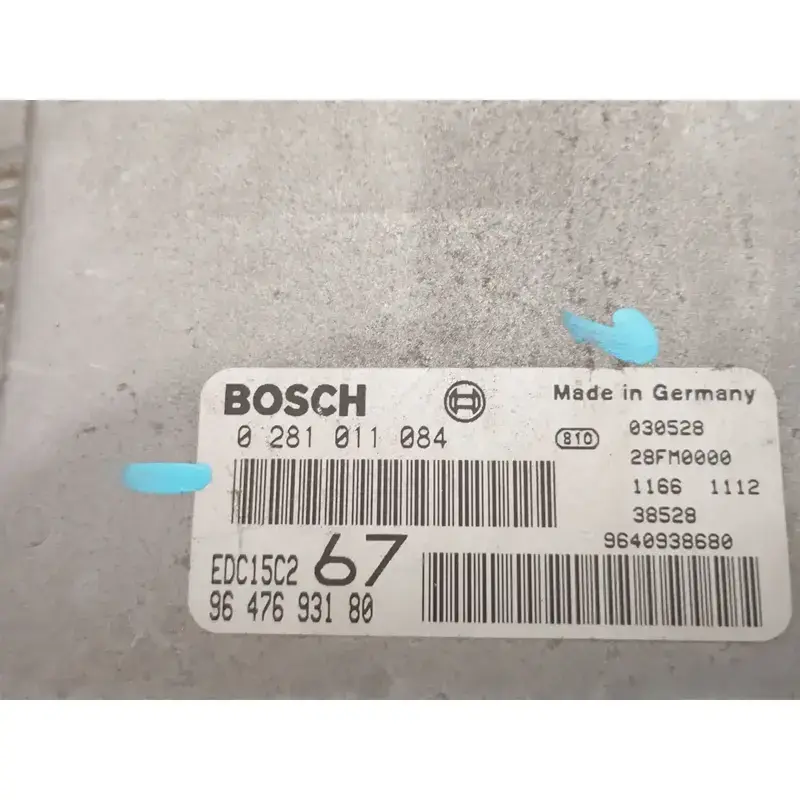 BOSCH
Made in Germany
0 281 011 084
810
030528
28FM0000
1166 1112
38528
9640938680
EDC15C2 67
96 476 931 80